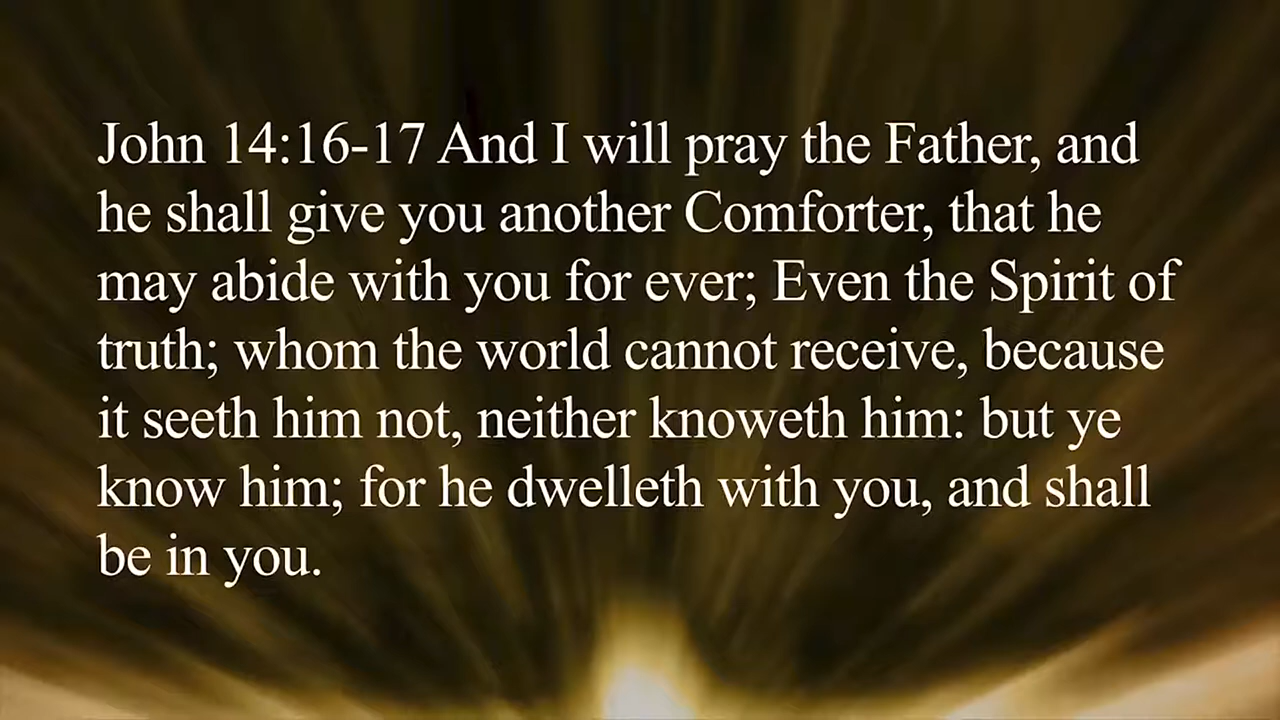 John 14:16-17 And I will pray the Father, and
he shall give you another Comforter, that he
may abide with you for ever; Even the Spirit of
truth; whom the world cannot receive, because
it seeth him not, neither knoweth him: but ye
know him; for he dwelleth with you, and shall
be in you.